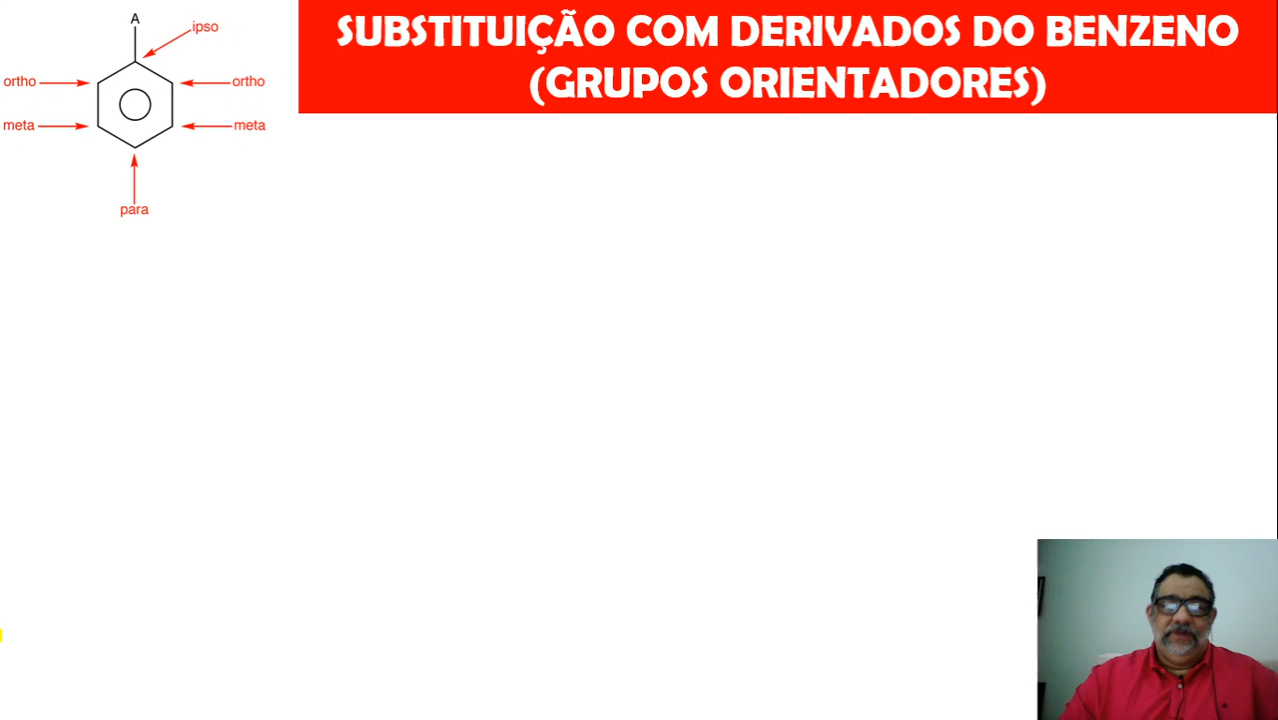 A
ipso
SUBSTITUIÇÃO COM DERIVADOS DO BENZENO
(GRUPOS ORIENTADORES)
ortho
ortho
meta
meta
para